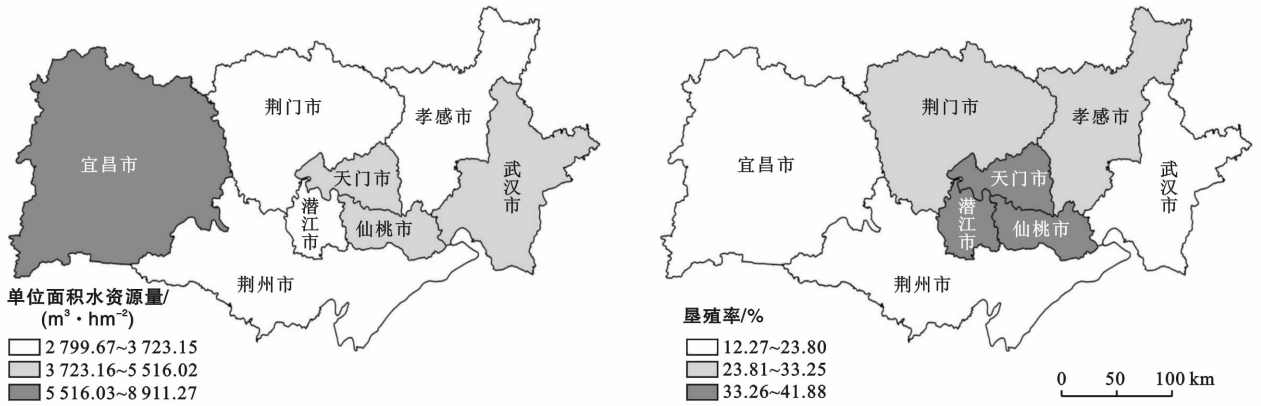 荆门市
孝感市
宜昌市
武汉市
天门市
潜江市
仙桃市
荆州市
单位面积水资源量/
(m³·hm⁻²)
2 799.67~3 723.15
3 723.16~5 516.02
5 516.03~8 911.27
荆门市
孝感市
宜昌市
武汉市
天门市
潜江市
仙桃市
荆州市
垦殖率/%
12.27~23.80
23.81~33.25
33.26~41.88
0 50 100 km